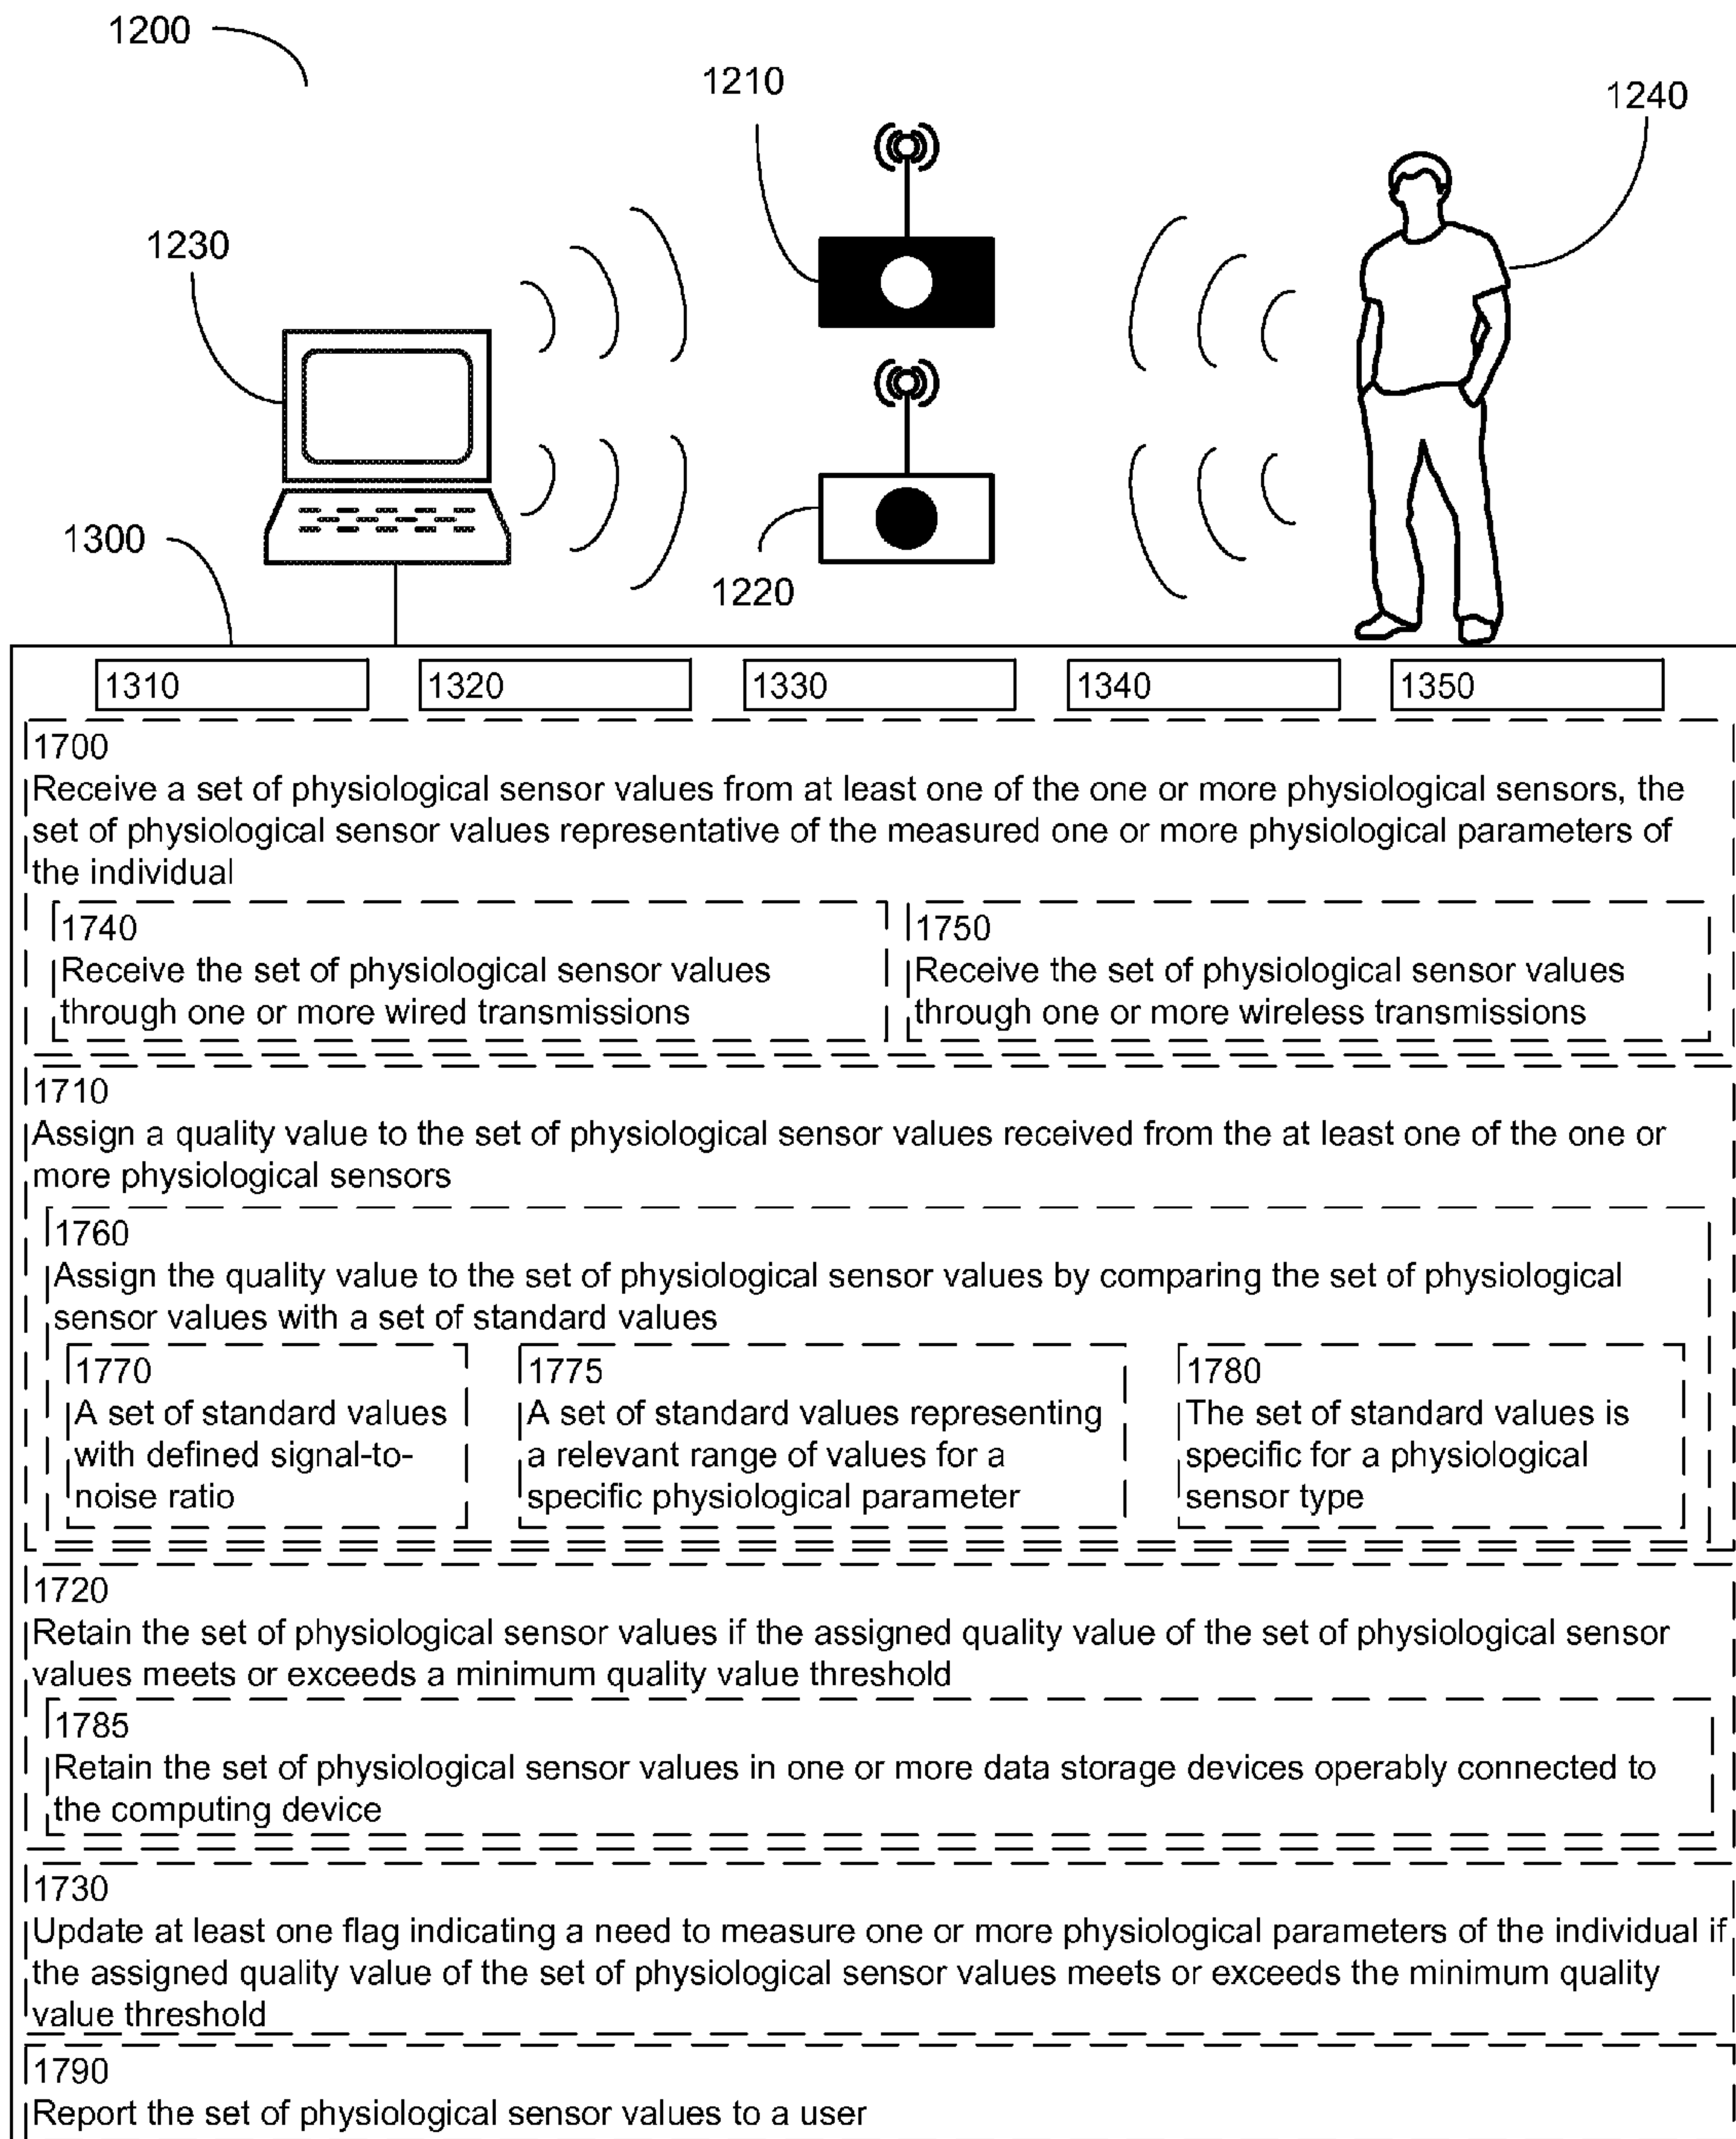 1200
1210
1240
1230
1300
1220
1310
1320
1330
1340
1350
1700
Receive a set of physiological sensor values from at least one of the one or more physiological sensors, the
set of physiological sensor values representative of the measured one or more physiological parameters of
the individual
1740
Receive the set of physiological sensor values
through one or more wired transmissions
1750
Receive the set of physiological sensor values
through one or more wireless transmissions
1710
Assign a quality value to the set of physiological sensor values received from the at least one of the one or
more physiological sensors
1760
Assign the quality value to the set of physiological sensor values by comparing the set of physiological
sensor values with a set of standard values
1770
A set of standard values
with defined signal-to-
noise ratio
1775
A set of standard values representing
a relevant range of values for a
specific physiological parameter
1780
The set of standard values is
specific for a physiological
sensor type
1720
Retain the set of physiological sensor values if the assigned quality value of the set of physiological sensor
values meets or exceeds a minimum quality value threshold
1785
Retain the set of physiological sensor values in one or more data storage devices operably connected to
the computing device
1730
Update at least one flag indicating a need to measure one or more physiological parameters of the individual if
the assigned quality value of the set of physiological sensor values meets or exceeds the minimum quality
value threshold
1790
Report the set of physiological sensor values to a user